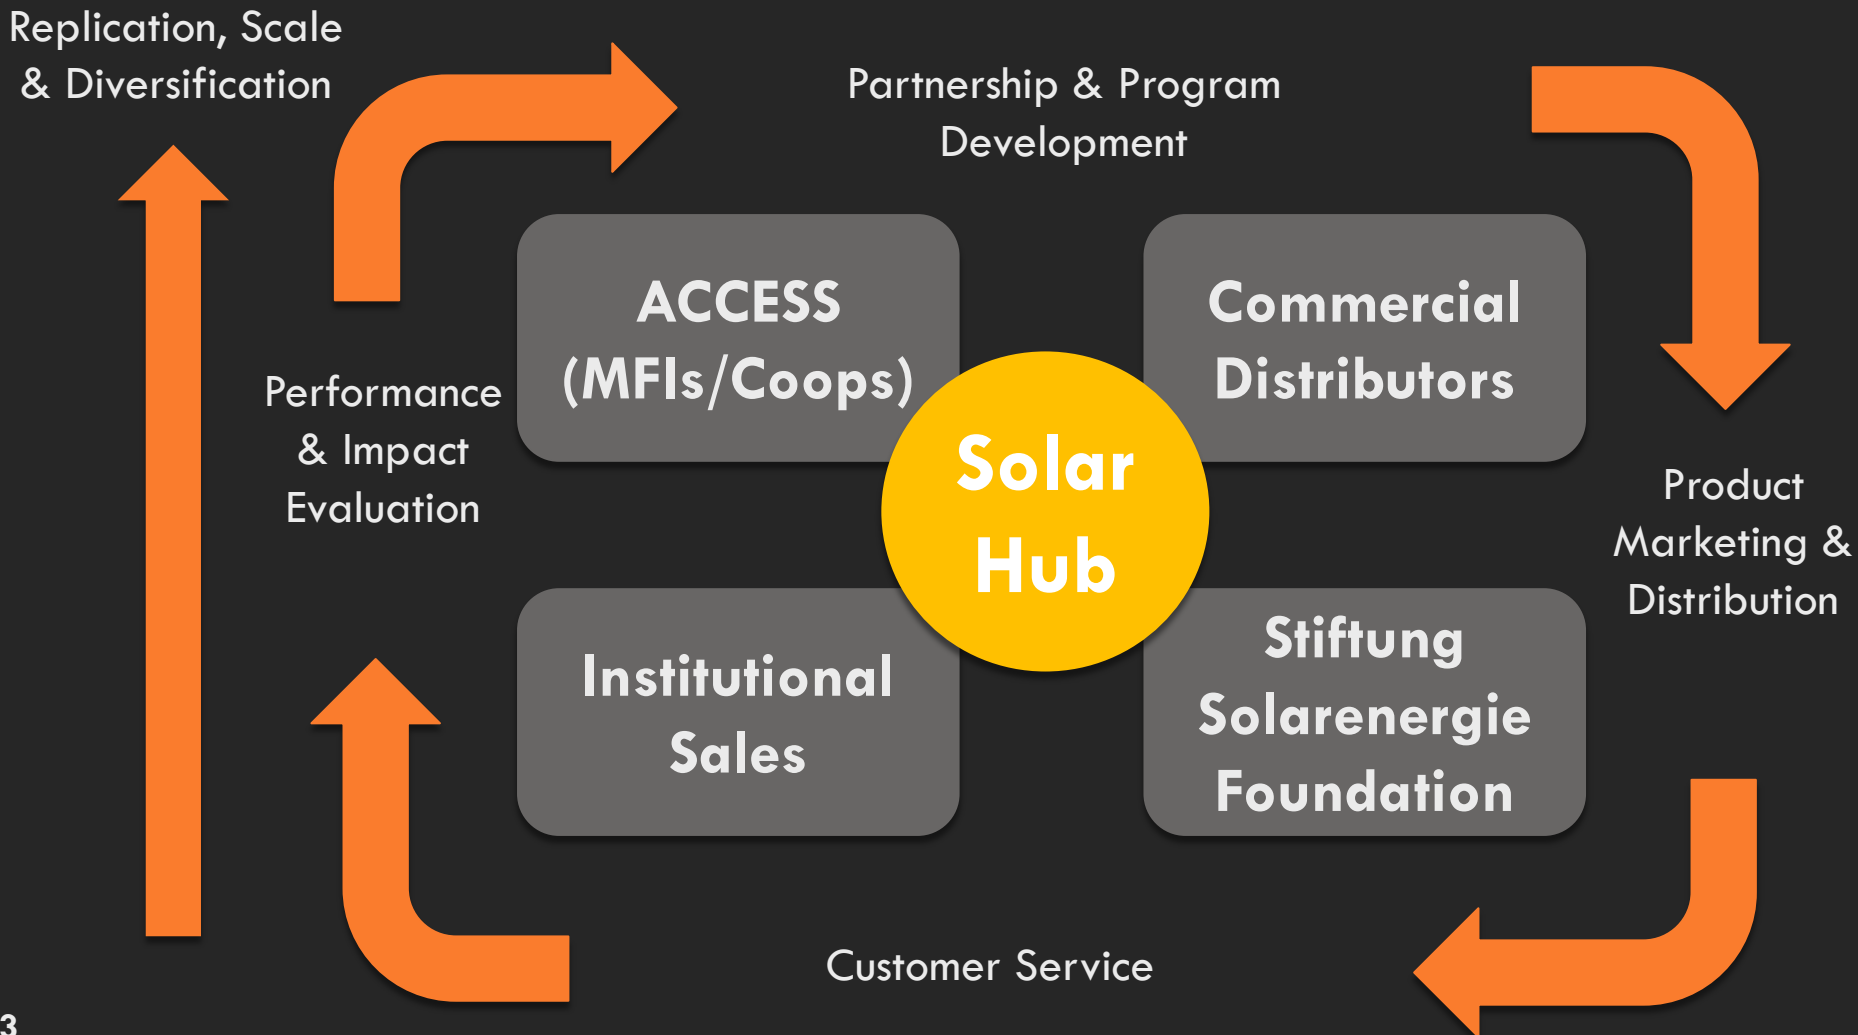 Replication, Scale
& Diversification
Partnership & Program
Development
ACCESS
(MFIs/Coops)
Commercial
Distributors
Performance
& Impact
Evaluation
Solar
Hub
Product
Marketing &
Distribution
Institutional
Sales
Stiftung
Solarenergie
Foundation
Customer Service
3